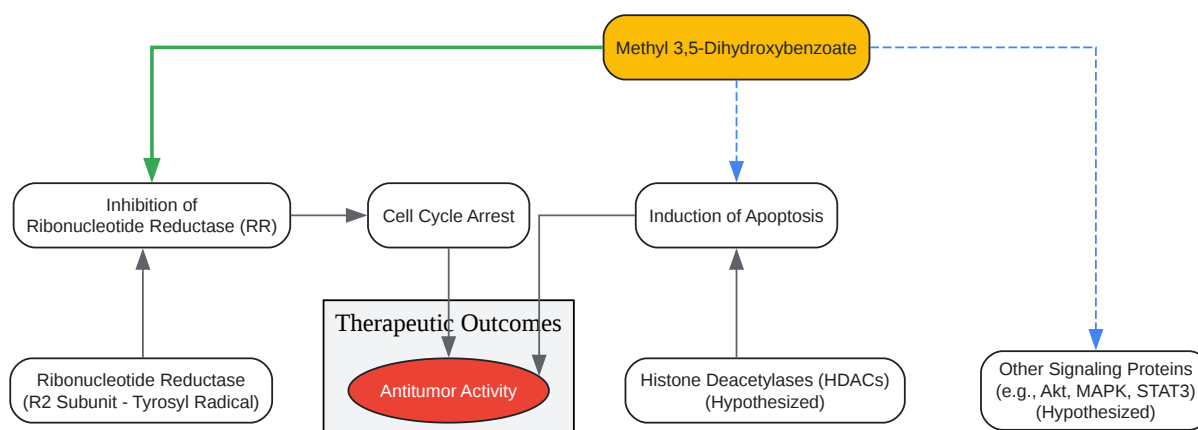 Methyl 3,5-Dihydroxybenzoate
Inhibition of
Ribonucleotide Reductase (RR)
Cell Cycle Arrest
Induction of Apoptosis
Therapeutic Outcomes
Ribonucleotide Reductase
(R2 Subunit - Tyrosyl Radical)
Antitumor Activity
Histone Deacetylases (HDACs)
(Hypothesized)
Other Signaling Proteins
(e.g., Akt, MAPK, STAT3)
(Hypothesized)